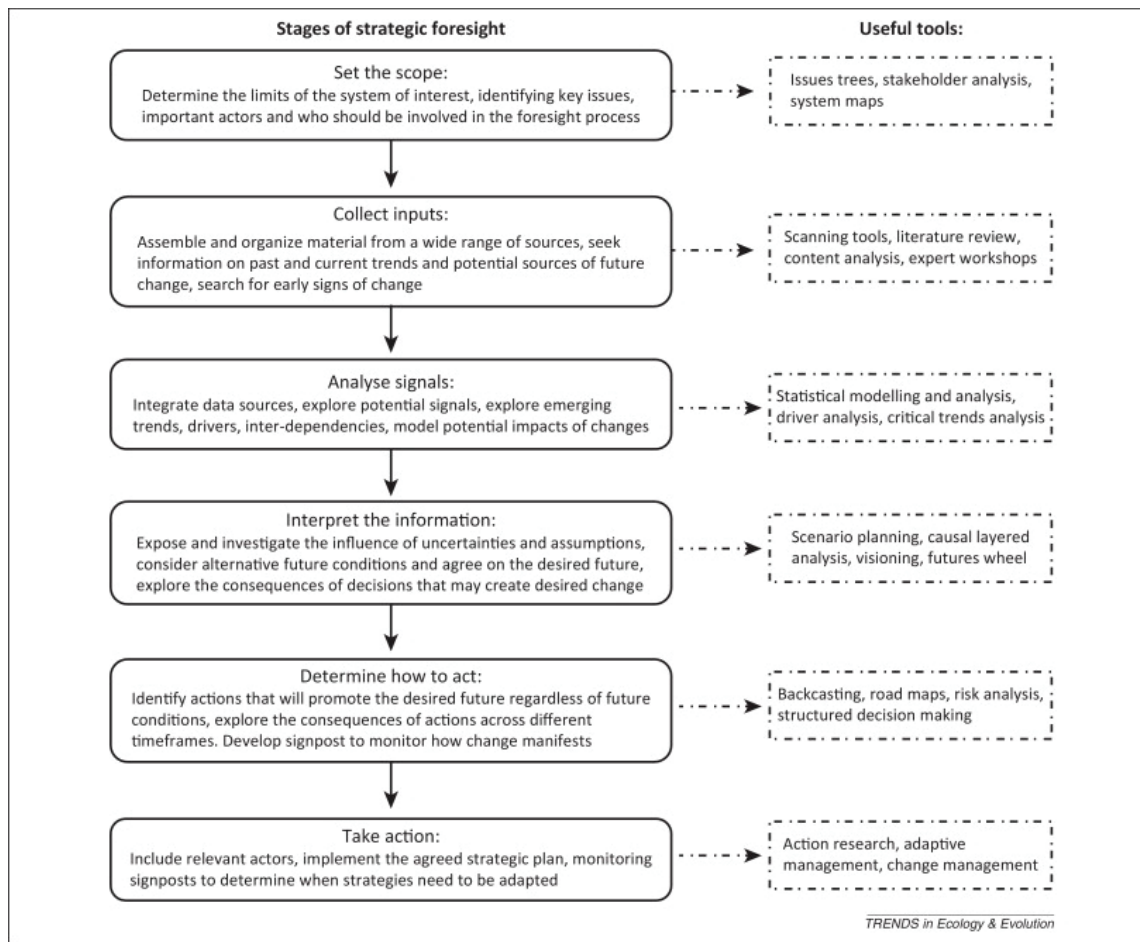 Stages of strategic foresight
Useful tools:
Set the scope:
Determine the limits of the system of interest, identifying key issues,
important actors and who should be involved in the foresight process
Issues trees, stakeholder analysis,
system maps
Collect inputs:
Assemble and organize material from a wide range of sources, seek
information on past and current trends and potential sources of future
change, search for early signs of change
Scanning tools, literature review,
content analysis, expert workshops
Analyse signals:
Integrate data sources, explore potential signals, explore emerging
trends, drivers, inter-dependencies, model potential impacts of changes
Statistical modelling and analysis,
driver analysis, critical trends analysis
Interpret the information:
Expose and investigate the influence of uncertainties and assumptions,
consider alternative future conditions and agree on the desired future,
explore the consequences of decisions that may create desired change
Scenario planning, causal layered
analysis, visioning, futures wheel
Determine how to act:
Identify actions that will promote the desired future regardless of future
conditions, explore the consequences of actions across different
timeframes. Develop signpost to monitor how change manifests
Backcasting, road maps, risk analysis,
structured decision making
Take action:
Include relevant actors, implement the agreed strategic plan, monitoring
signposts to determine when strategies need to be adapted
Action research, adaptive
management, change management
TRENDS in Ecology & Evolution